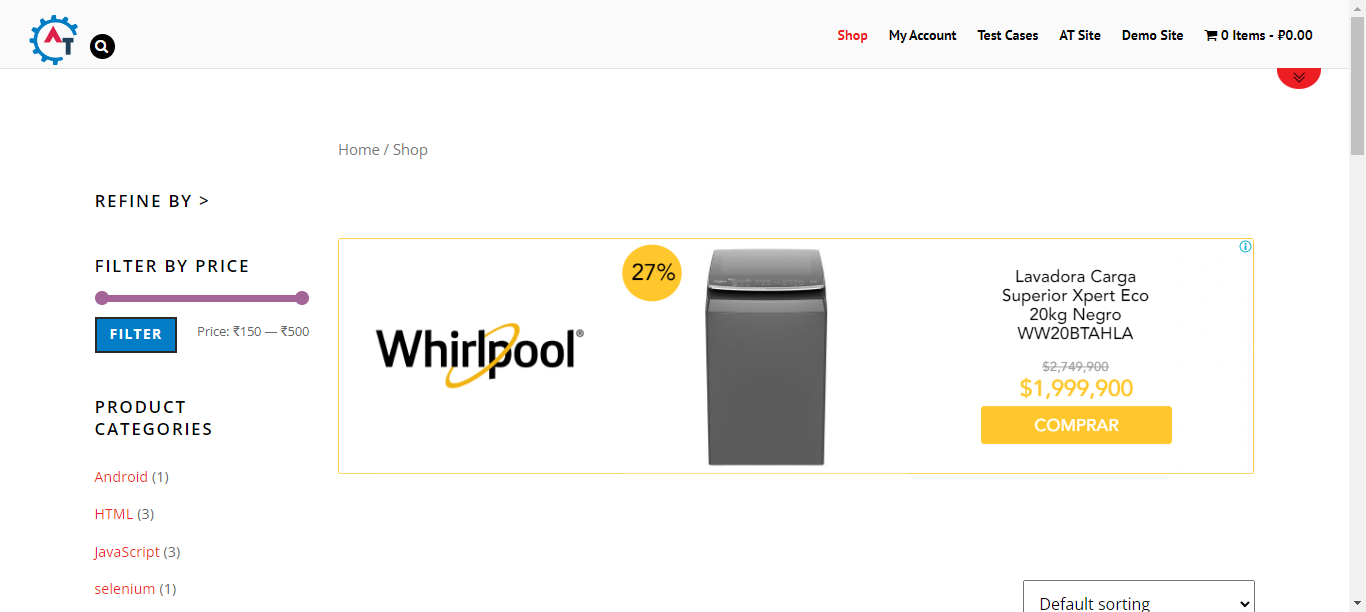 AT
Shop
My Account
Test Cases
AT Site
Demo Site
0 Items - ₽0.00
Home / Shop
REFINE BY >
FILTER BY PRICE
FILTER
Price: ₹150 — ₹500
PRODUCT
CATEGORIES
Android (1)
HTML (3)
JavaScript (3)
selenium (1)
27%
Whirlpool®
Lavadora Carga
Superior Xpert Eco
20kg Negro
WW20BTAHLA
$2,749,900
$1,999,900
COMPRAR
Default sorting